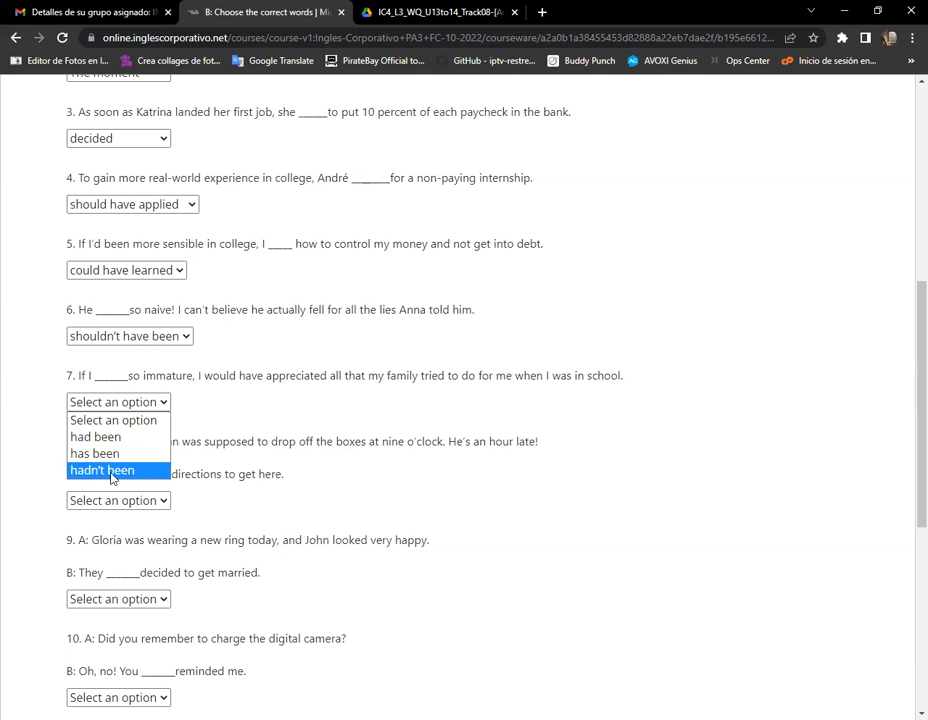 Detalles de su grupo asignado: I
B: Choose the correct words | Mi
IC4_L3_WQ_U13to14_Track08-[A
online.inglescorporativo.net/courses/course-v1:Ingles-Corporativo+PA3+FC-10-2022/courseware/a2a0b1a38455453d82888a22eb7dae2f/b195e6612...
Editor de Fotos en l...
Crea collages de fot...
Google Translate
PirateBay Official to...
GitHub - iptv-restre...
Buddy Punch
AVOXI Genius
Ops Center
Inicio de sesión en...
The moment
3. As soon as Katrina landed her first job, she ______to put 10 percent of each paycheck in the bank.
decided
4. To gain more real-world experience in college, André ________for a non-paying internship.
should have applied
5. If I'd been more sensible in college, I _____ how to control my money and not get into debt.
could have learned
6. He _______so naive! I can't believe he actually fell for all the lies Anna told him.
shouldn't have been
7. If I _______so immature, I would have appreciated all that my family tried to do for me when I was in school.
Select an option
Select an option
had been
has been
hadn't been
was supposed to drop off the boxes at nine o'clock. He's an hour late!
directions to get here.
Select an option
9. A: Gloria was wearing a new ring today, and John looked very happy.
B: They _______decided to get married.
Select an option
10. A: Did you remember to charge the digital camera?
B: Oh, no! You _______reminded me.
Select an option